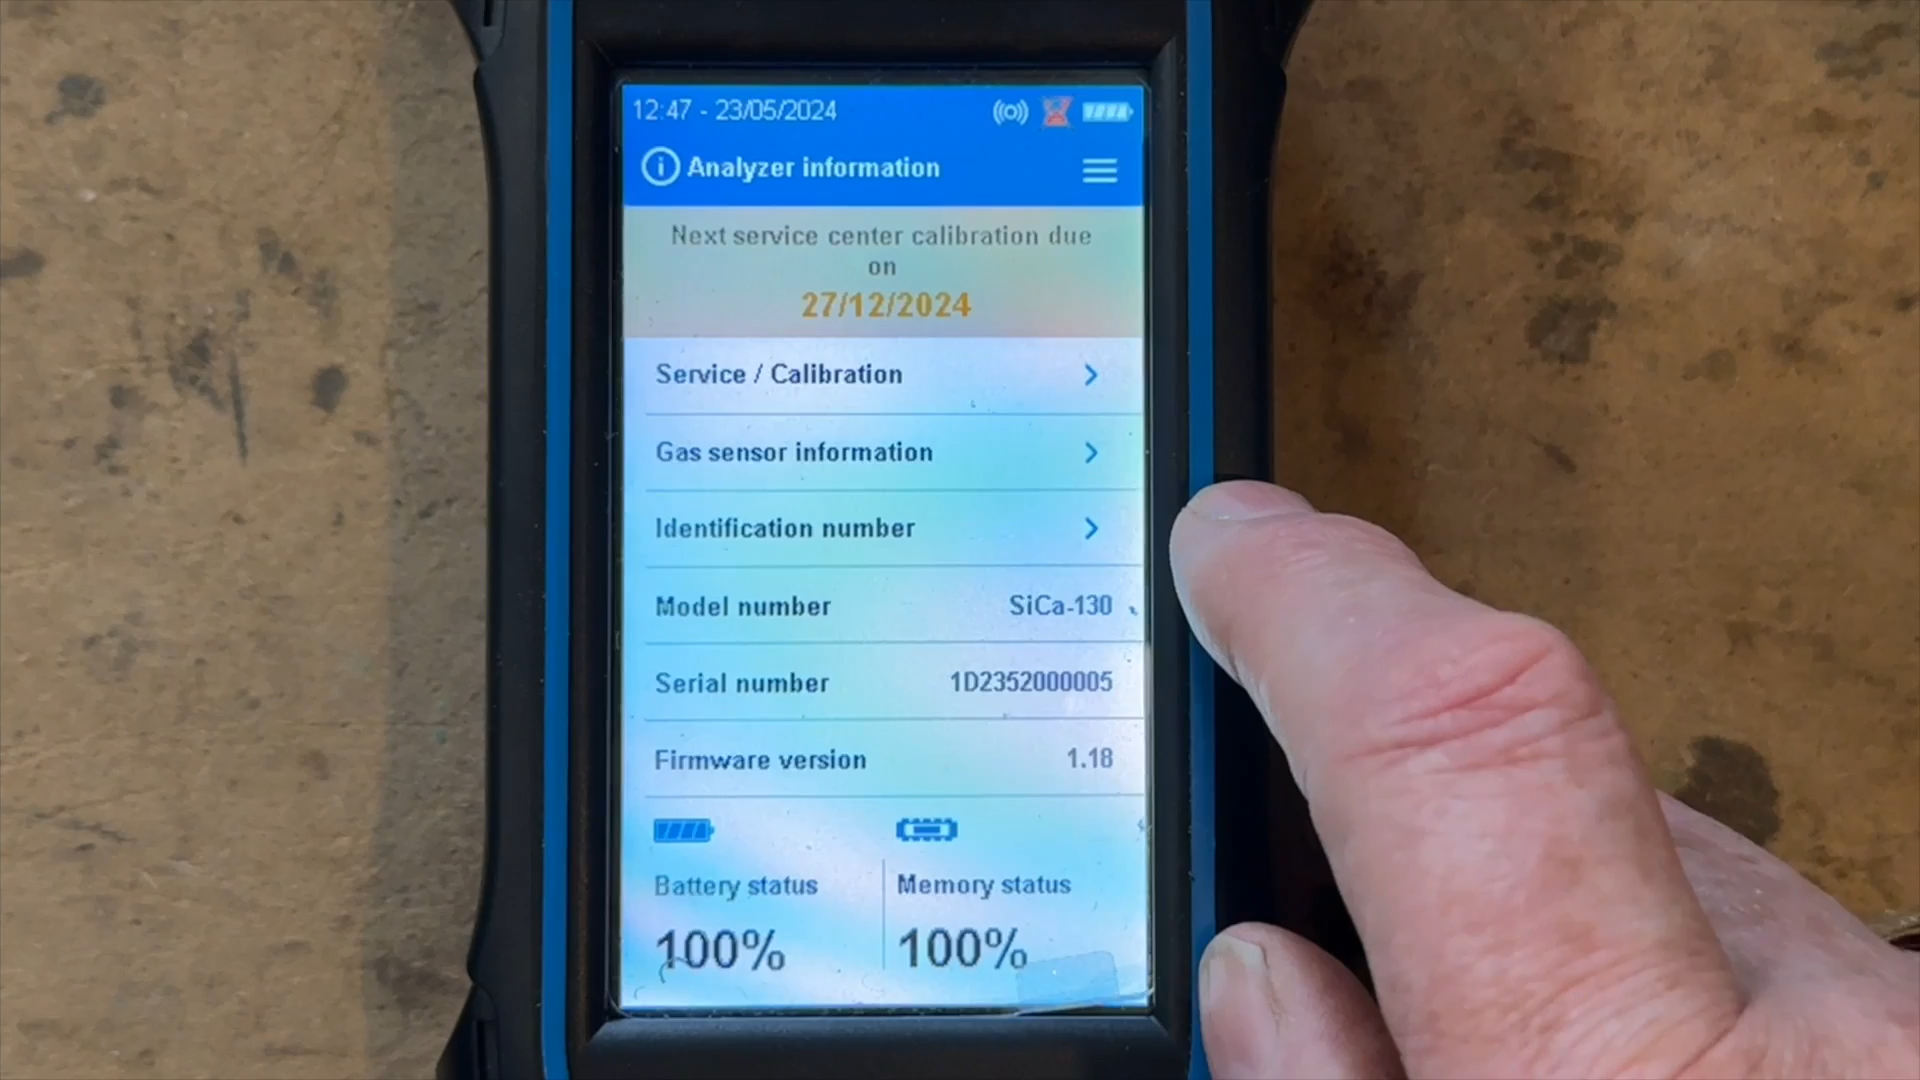 12:47 - 23/05/2024
Analyzer information
Next service center calibration due
on
27/12/2024
Service / Calibration
Gas sensor information
Identification number
Model number SiCa-130
Serial number 1D2352000005
Firmware version 1.18
Battery status Memory status
100% 100%